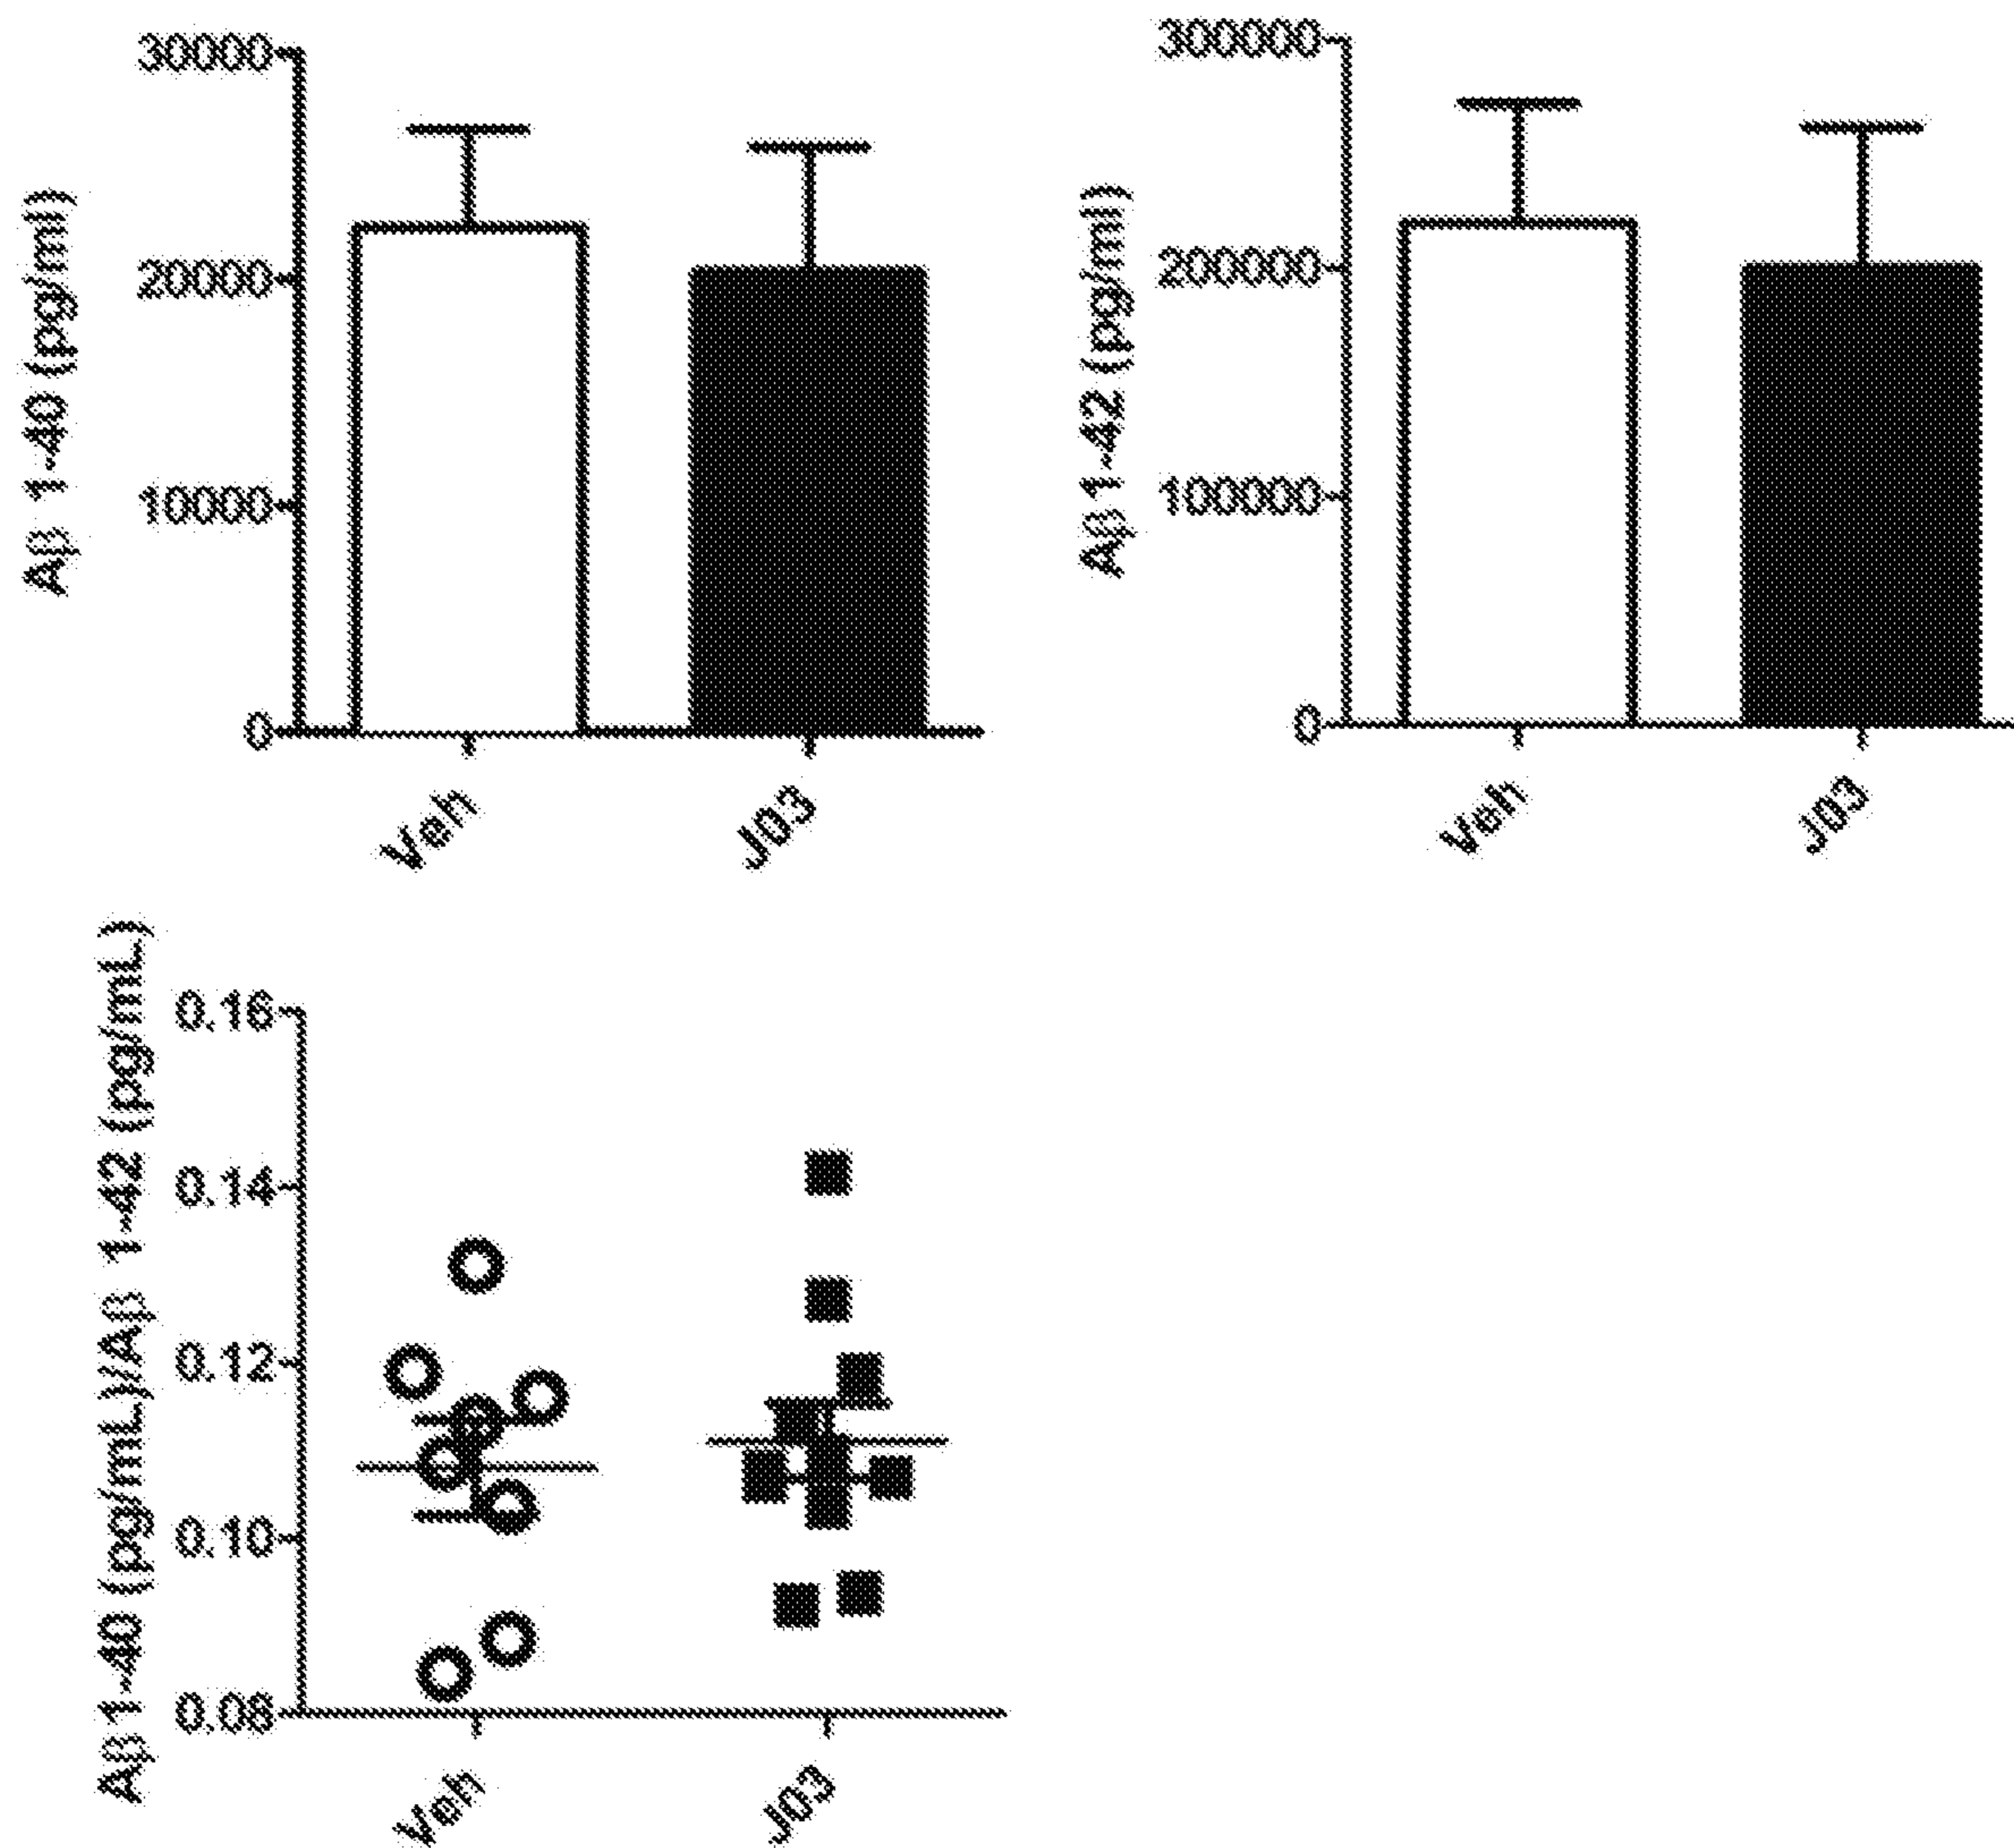 Aβ 1-40 (pg/ml)
30000
20000
10000
0
Veh
J03
Aβ 1-42 (pg/ml)
300000
200000
100000
0
Veh
J03
Aβ 1-40 (pg/mL)/Aβ 1-42 (pg/mL)
0.16
0.14
0.12
0.10
0.08
Veh
J03